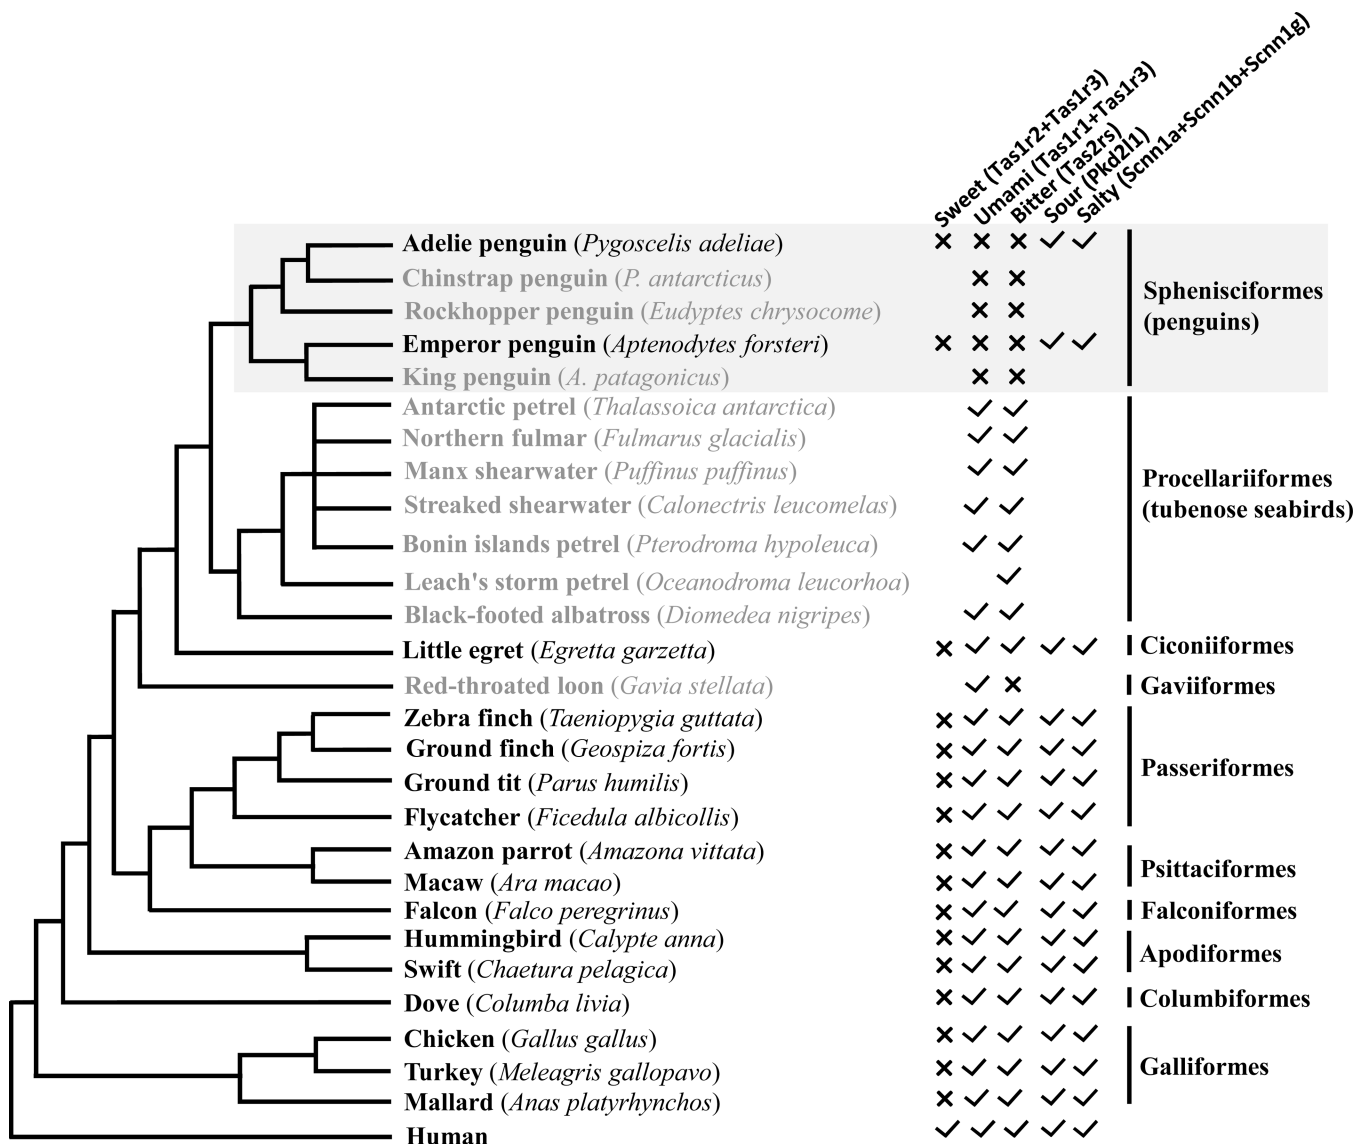 Sweet (Tas1r2+Tas1r3)
Umami (Tas1r1+Tas1r3)
Bitter (Tas2rs)
Sour (Pkd2l1)
Salty (Scnn1a+Scnn1b+Scnn1g)
Adelie penguin (Pygoscelis adeliae)
Chinstrap penguin (P. antarcticus)
Rockhopper penguin (Eudyptes chrysocome)
Emperor penguin (Aptenodytes forsteri)
King penguin (A. patagonicus)
Sphenisciformes
(penguins)
Antarctic petrel (Thalassoica antarctica)
Northern fulmar (Fulmarus glacialis)
Manx shearwater (Puffinus puffinus)
Streaked shearwater (Calonectris leucomelas)
Bonin islands petrel (Pterodroma hypoleuca)
Leach's storm petrel (Oceanodroma leucorhoa)
Black-footed albatross (Diomedea nigripes)
Procellariiformes
(tubenose seabirds)
Little egret (Egretta garzetta)
Ciconiiformes
Red-throated loon (Gavia stellata)
Gaviiformes
Zebra finch (Taeniopygia guttata)
Ground finch (Geospiza fortis)
Ground tit (Parus humilis)
Flycatcher (Ficedula albicollis)
Passeriformes
Amazon parrot (Amazona vittata)
Macaw (Ara macao)
Psittaciformes
Falcon (Falco peregrinus)
Falconiformes
Hummingbird (Calypte anna)
Swift (Chaetura pelagica)
Apodiformes
Dove (Columba livia)
Columbiformes
Chicken (Gallus gallus)
Turkey (Meleagris gallopavo)
Mallard (Anas platyrhynchos)
Galliformes
Human